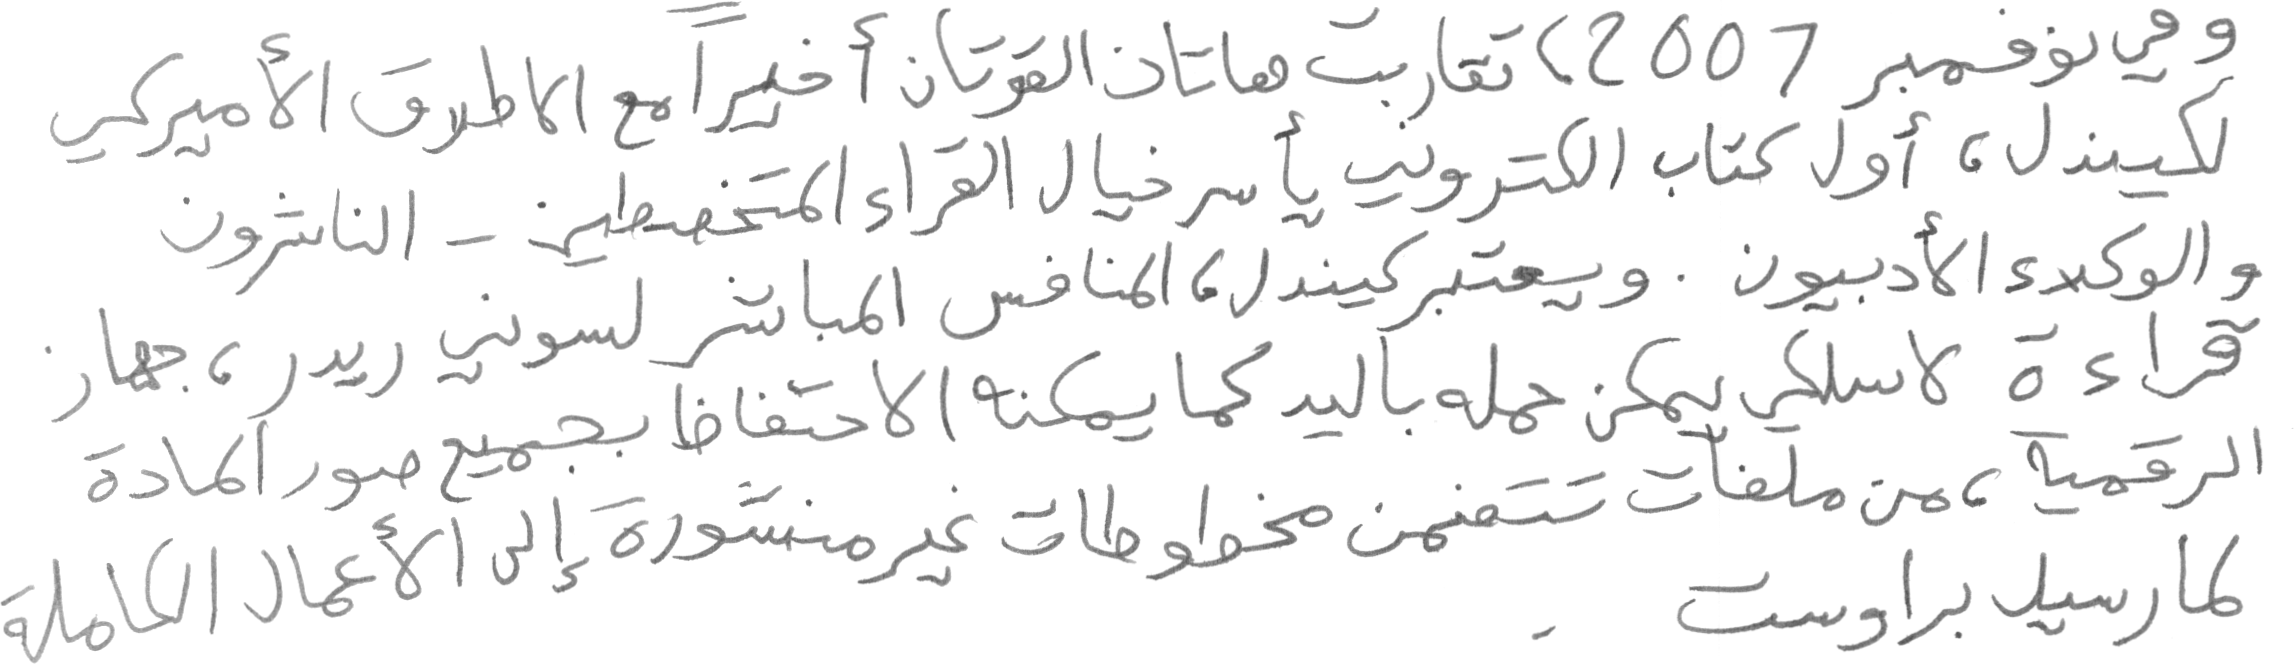 وفي نوفمبر 2007، تقاربت هاتان القوتان أخيراً مع الاطلاق الأميركي
لكيندل، أول كتاب الكتروني يأسر خيال القراء المتخصطين - الناشرون
والوكلاء الأدبيون . ويعتبر كيندل، المنافس المباشر لسوني ريدر، جهاز
قراءة لاسلكي يمكن حمله باليد كما يمكنه الاحتفاظ بجميع صور المادة
الرقمية، من ملفات تتضمن مخطوطات غير منشورة إلى الأعمال الكاملة
لمارسيل براوست .